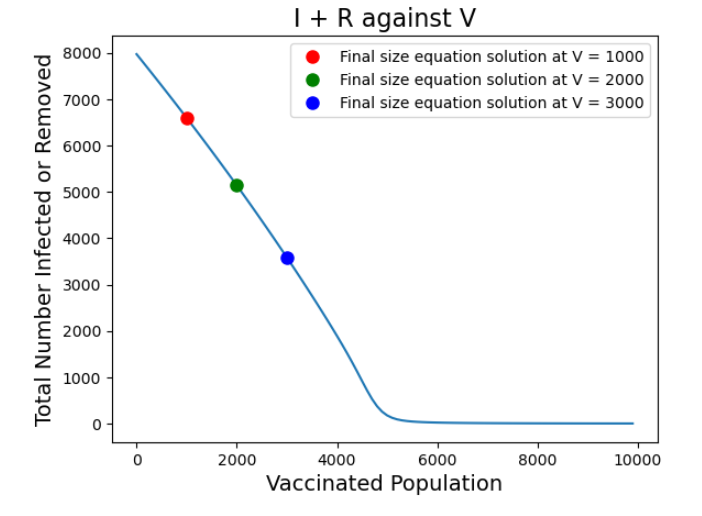 I + R against V
Final size equation solution at V = 1000
Final size equation solution at V = 2000
Final size equation solution at V = 3000
Total Number Infected or Removed
8000
7000
6000
5000
4000
3000
2000
1000
0
0 2000 4000 6000 8000 10000
Vaccinated Population